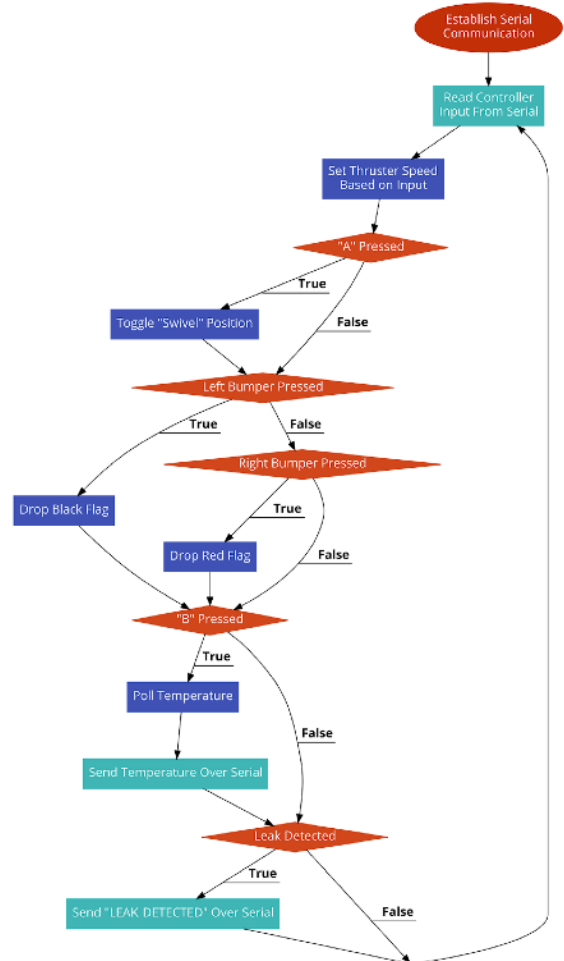 Establish Serial
Communication
Read Controller
Input From Serial
Set Thruster Speed
Based on Input
"A" Pressed
True
Toggle "Swivel" Position
False
Left Bumper Pressed
True
False
Right Bumper Pressed
Drop Black Flag
True
Drop Red Flag
False
"B" Pressed
True
Poll Temperature
False
Send Temperature Over Serial
Leak Detected
True
Send "LEAK DETECTED" Over Serial
False